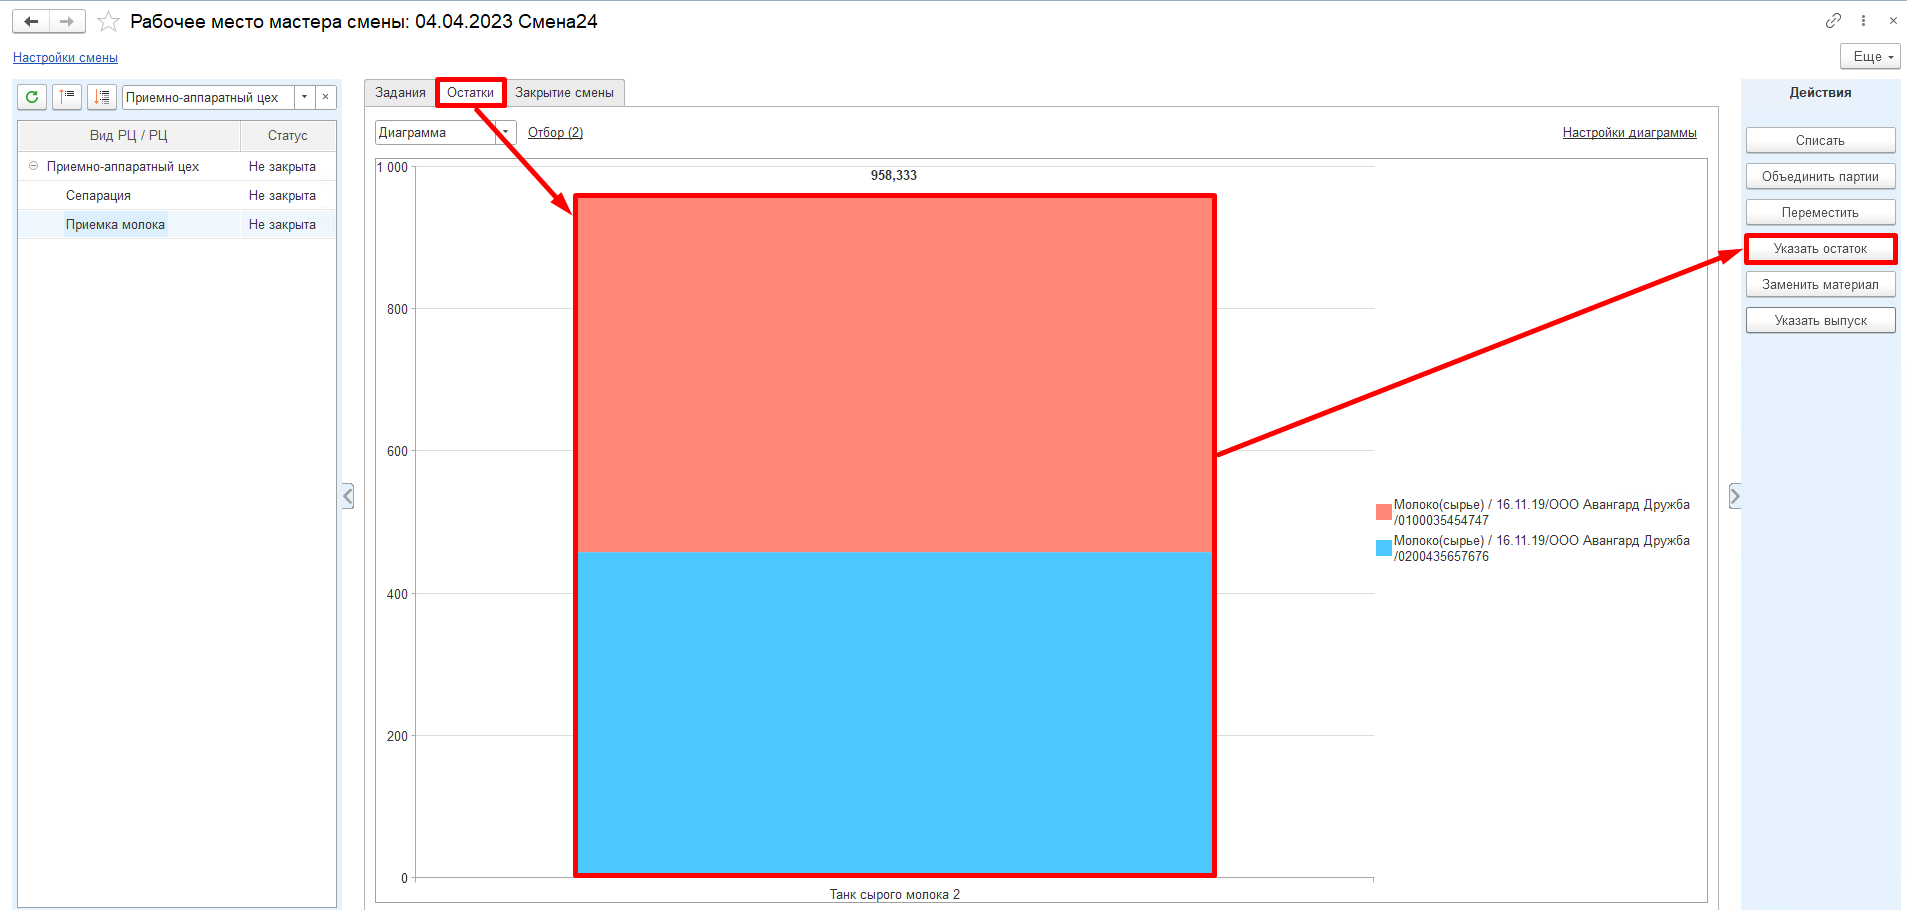 Рабочее место мастера смены: 04.04.2023 Смена24
Настройки смены
Еще
Приемно-аппаратный цех
Вид РЦ / РЦ Статус
Приемно-аппаратный цех Не закрыта
Сепарация Не закрыта
Приемка молока Не закрыта
Задания Остатки Закрытие смены
Диаграмма Отбор (2) Настройки диаграммы
1 000
958,333
800
600
400
200
0
Танк сырого молока 2
Молоко(сырье) / 16.11.19/ООО Авангард Дружба
/0100035454747
Молоко(сырье) / 16.11.19/ООО Авангард Дружба
/0200435657676
Действия
Списать
Объединить партии
Переместить
Указать остаток
Заменить материал
Указать выпуск